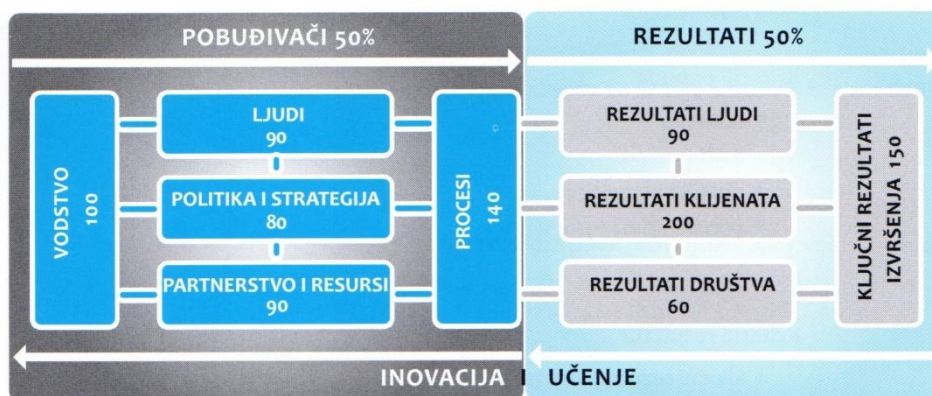 POBUĐIVAČI 50%
REZULTATI 50%
VODSTVO
100
LJUDI
90
POLITIKA I STRATEGIJA
80
PARTNERSTVO I RESURSI
90
PROCESI
140
REZULTATI LJUDI
90
REZULTATI KLIJENATA
200
REZULTATI DRUŠTVA
60
KLJUČNI REZULTATI
IZVRŠENJA 150
INOVACIJA I UČENJE